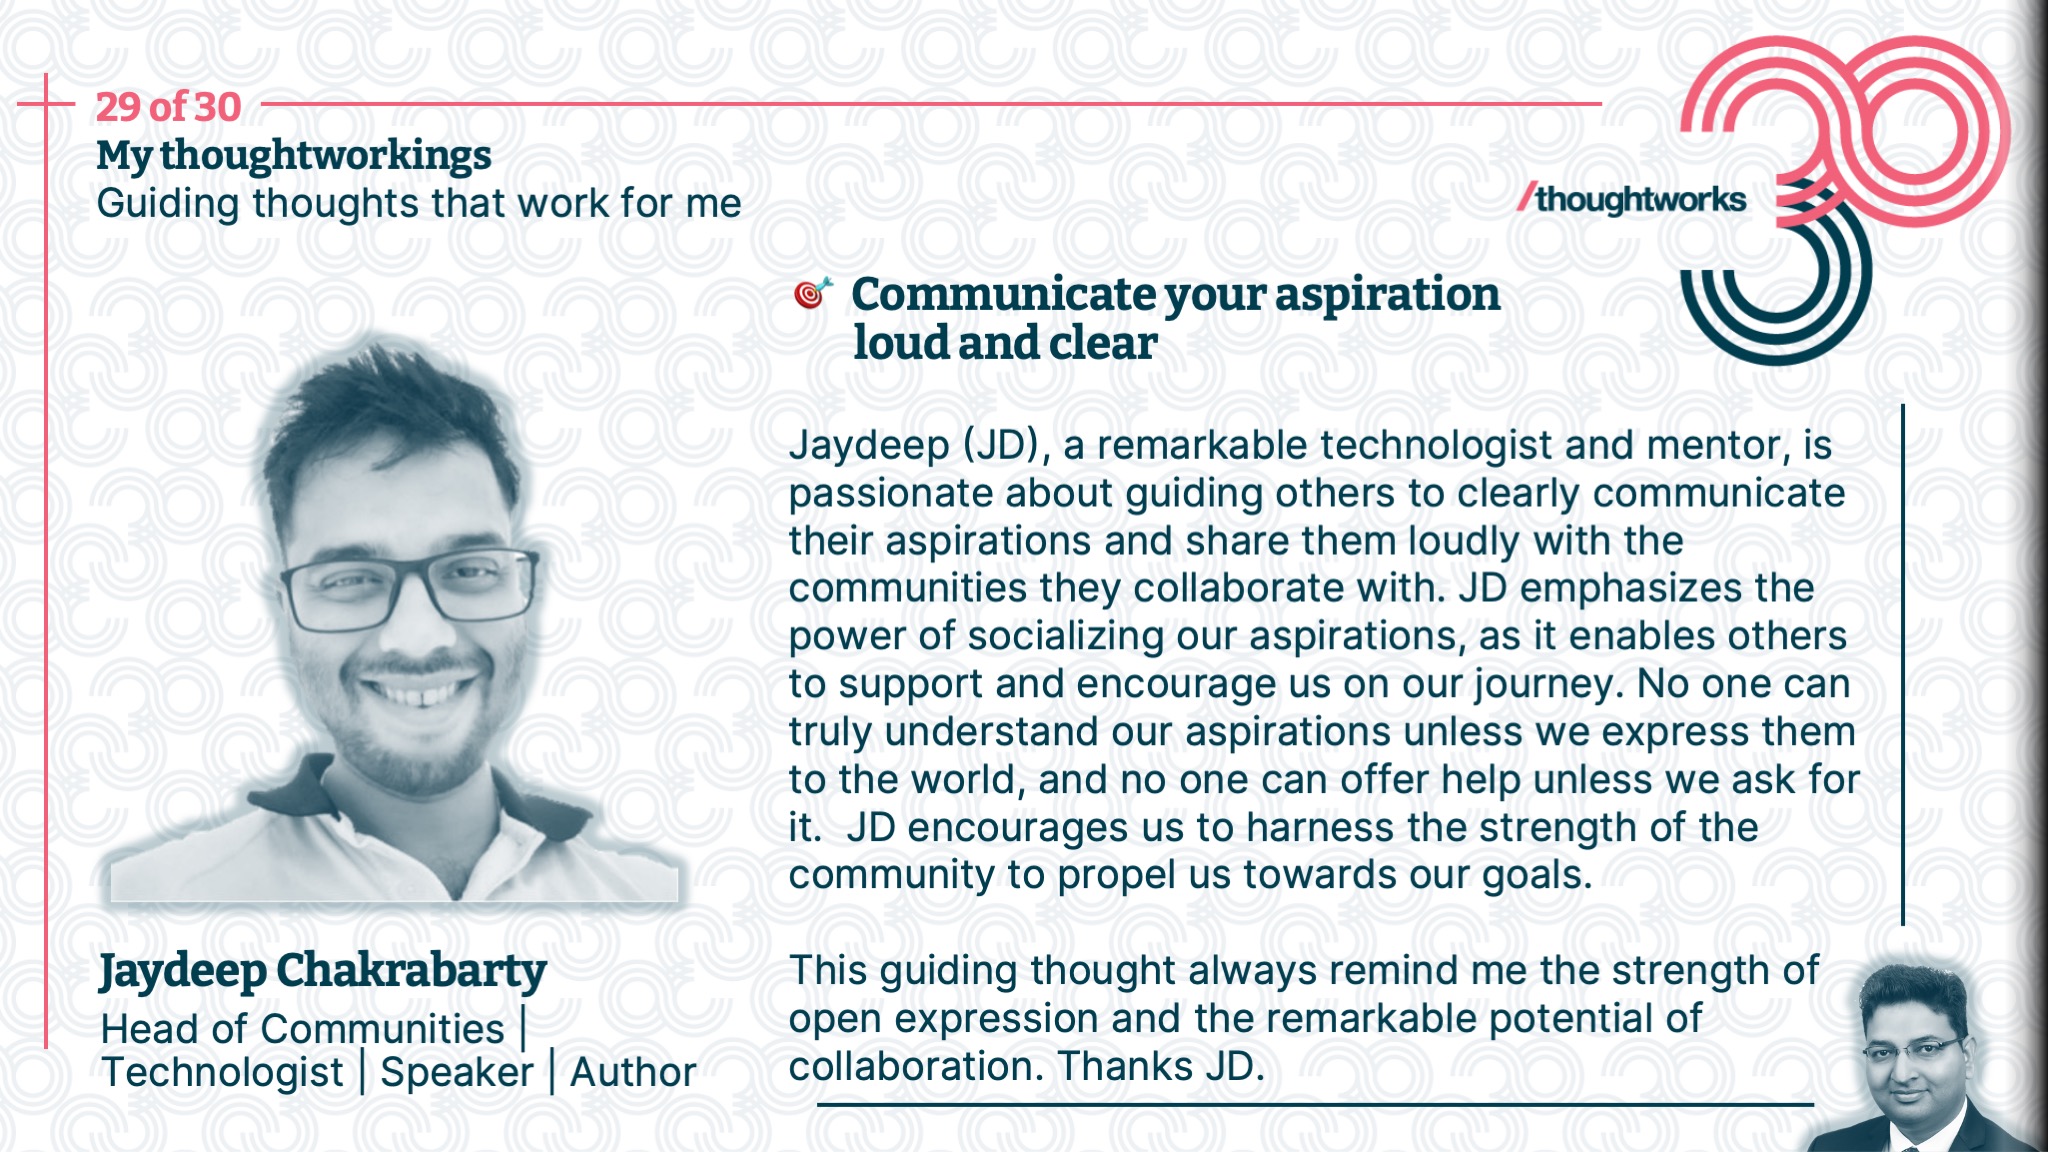 29 of 30
My thoughtworkings
Guiding thoughts that work for me
/thoughtworks
30
🎯 Communicate your aspiration
loud and clear
Jaydeep (JD), a remarkable technologist and mentor, is
passionate about guiding others to clearly communicate
their aspirations and share them loudly with the
communities they collaborate with. JD emphasizes the
power of socializing our aspirations, as it enables others
to support and encourage us on our journey. No one can
truly understand our aspirations unless we express them
to the world, and no one can offer help unless we ask for
it.  JD encourages us to harness the strength of the
community to propel us towards our goals.
This guiding thought always remind me the strength of
open expression and the remarkable potential of
collaboration. Thanks JD.
Jaydeep Chakrabarty
Head of Communities |
Technologist | Speaker | Author